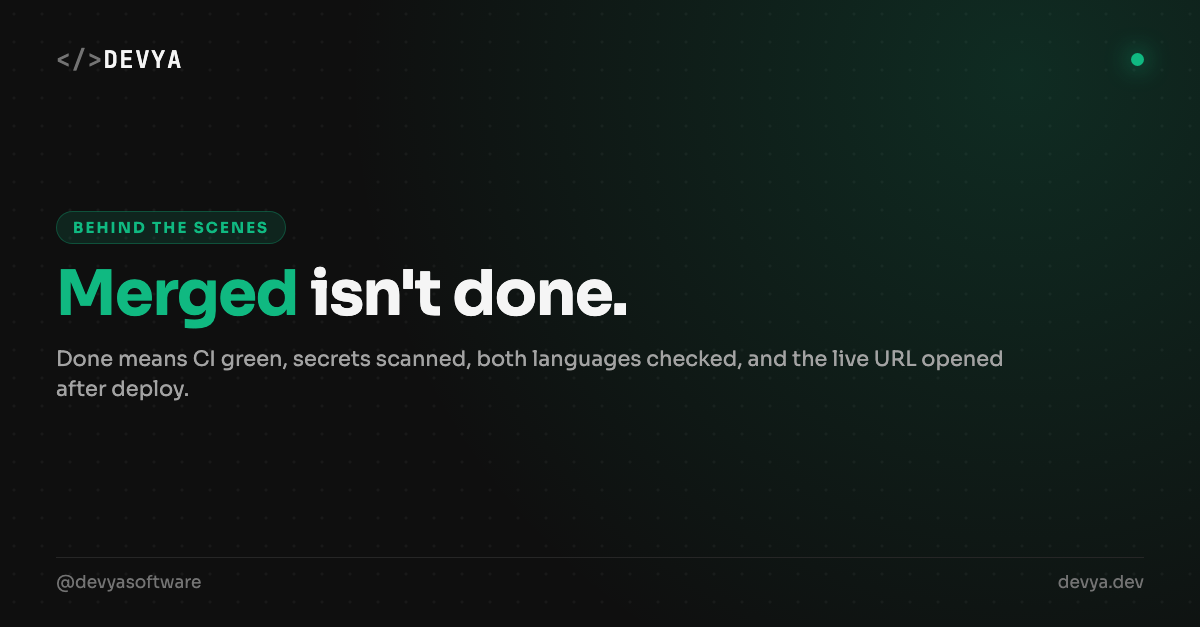 </>DEVYA
BEHIND THE SCENES
Merged isn't done.
Done means CI green, secrets scanned, both languages checked, and the live URL opened
after deploy.
@devyasoftware
devya.dev